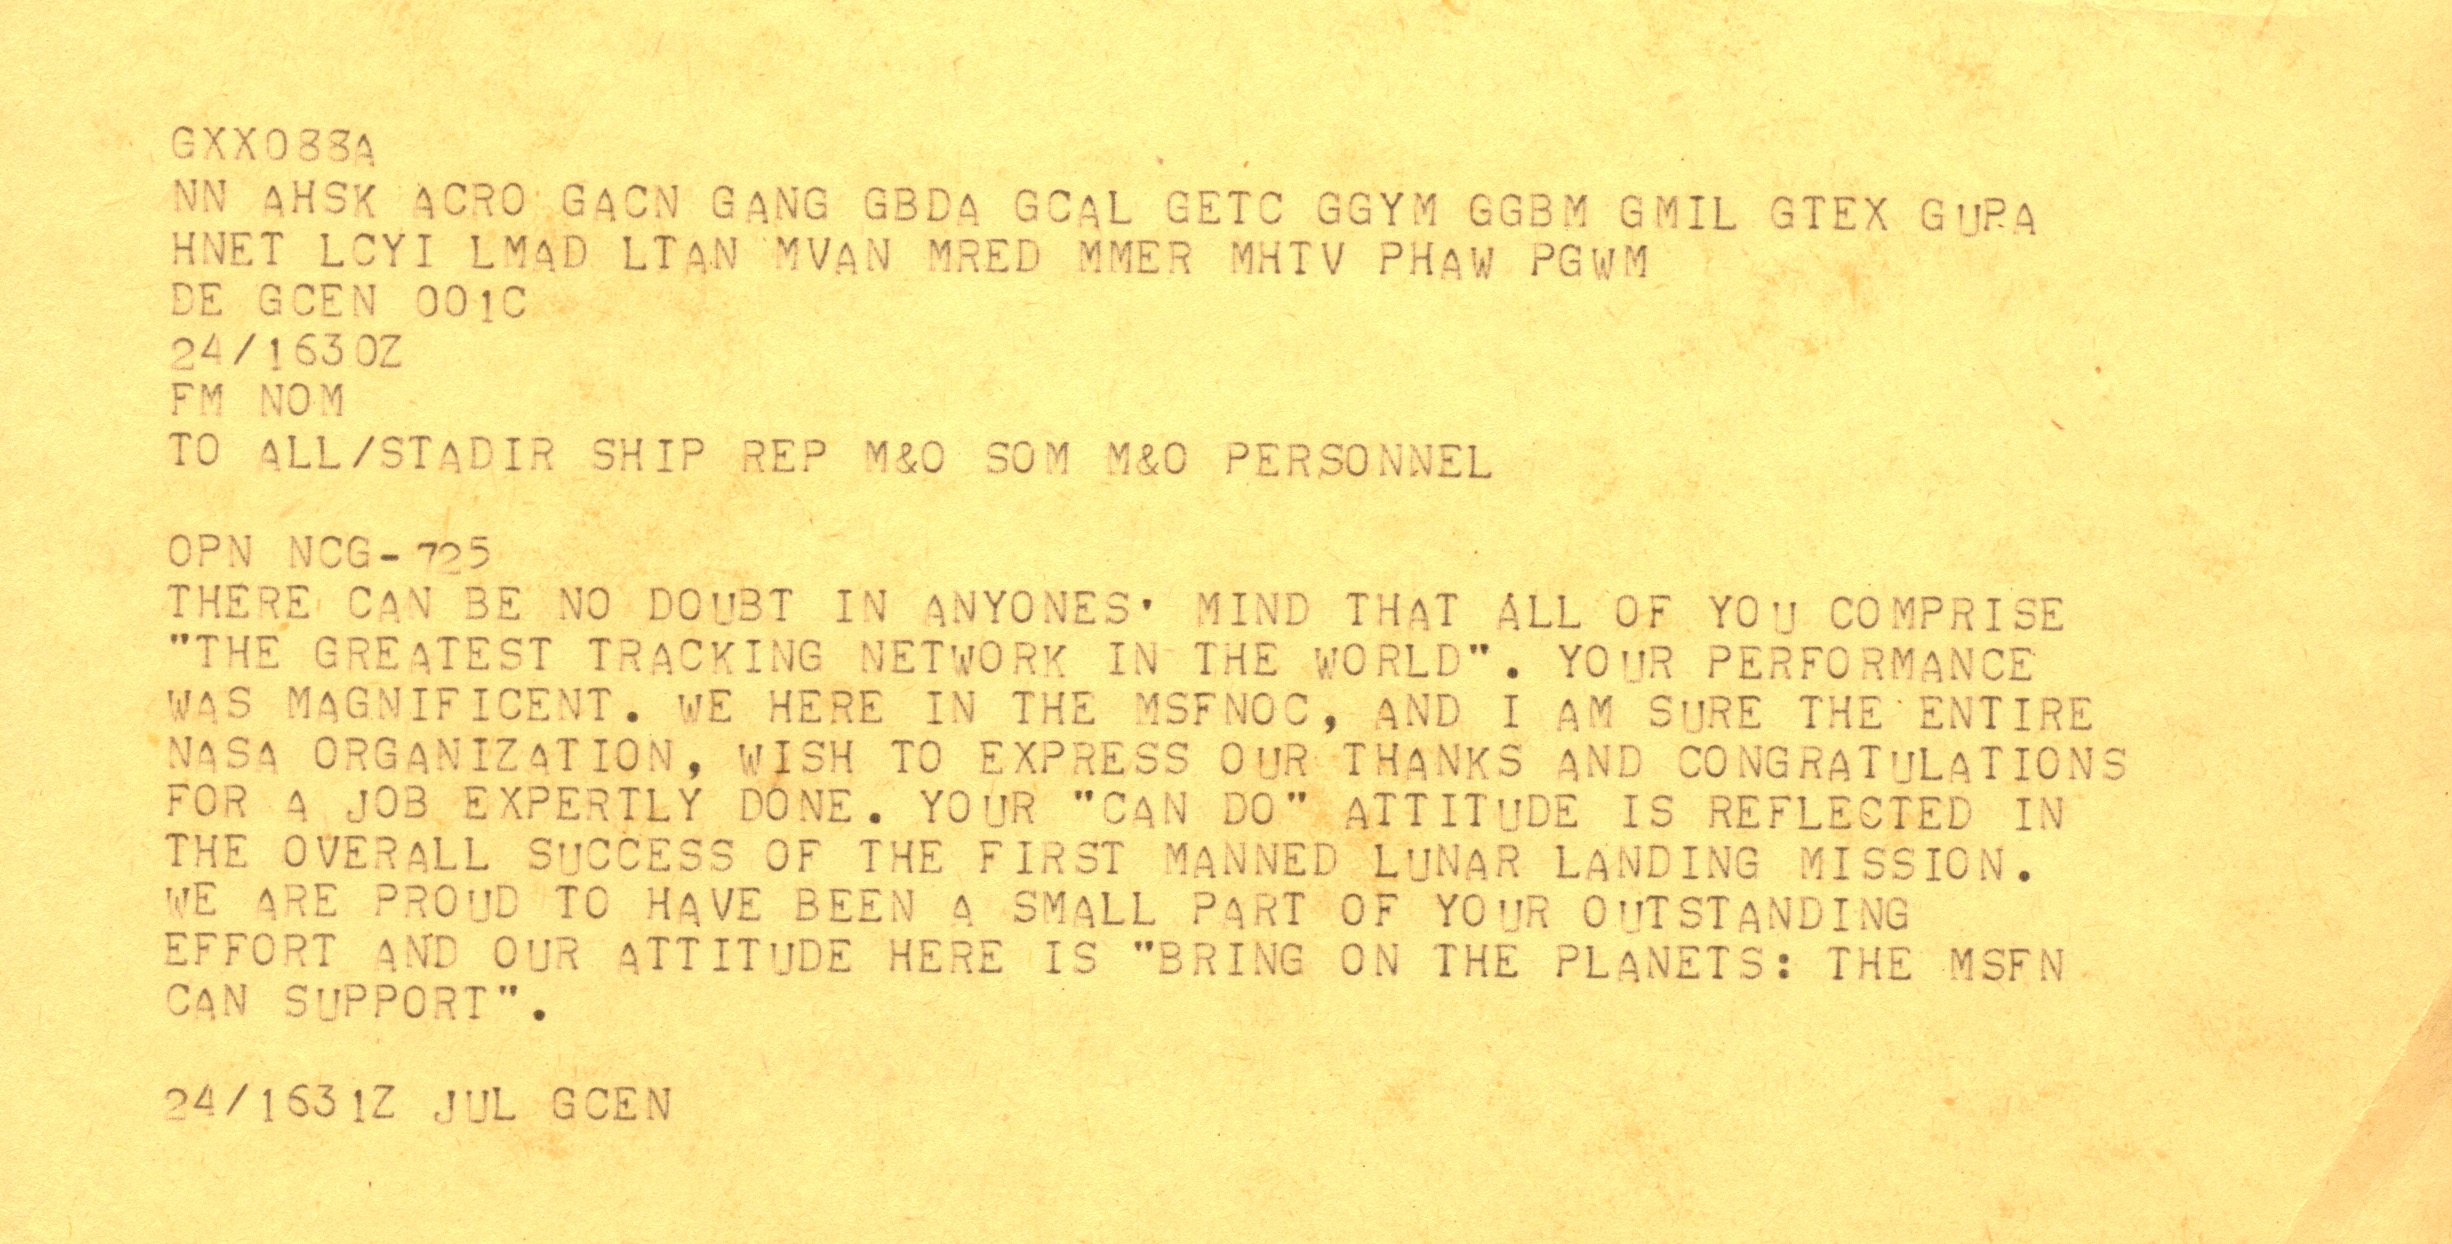 GXX088A
NN AHSK ACRO GACN GANG GBDA GCAL GETC GGYM GGBM GMIL GTEX GURA
HNET LCYI LMAD LTAN MVAN MRED MMER MHTV PHAW PGWM
DE GCEN 001C
24/1630Z
FM NOM
TO ALL/STADIR SHIP REP M&O SOM M&O PERSONNEL
OPN NCG-725
THERE CAN BE NO DOUBT IN ANYONES' MIND THAT ALL OF YOU COMPRISE
"THE GREATEST TRACKING NETWORK IN THE WORLD". YOUR PERFORMANCE
WAS MAGNIFICENT. WE HERE IN THE MSFNOC, AND I AM SURE THE ENTIRE
NASA ORGANIZATION, WISH TO EXPRESS OUR THANKS AND CONGRATULATIONS
FOR A JOB EXPERTLY DONE. YOUR "CAN DO" ATTITUDE IS REFLECTED IN
THE OVERALL SUCCESS OF THE FIRST MANNED LUNAR LANDING MISSION.
WE ARE PROUD TO HAVE BEEN A SMALL PART OF YOUR OUTSTANDING
EFFORT AND OUR ATTITUDE HERE IS "BRING ON THE PLANETS: THE MSFN
CAN SUPPORT".
24/1631Z JUL GCEN